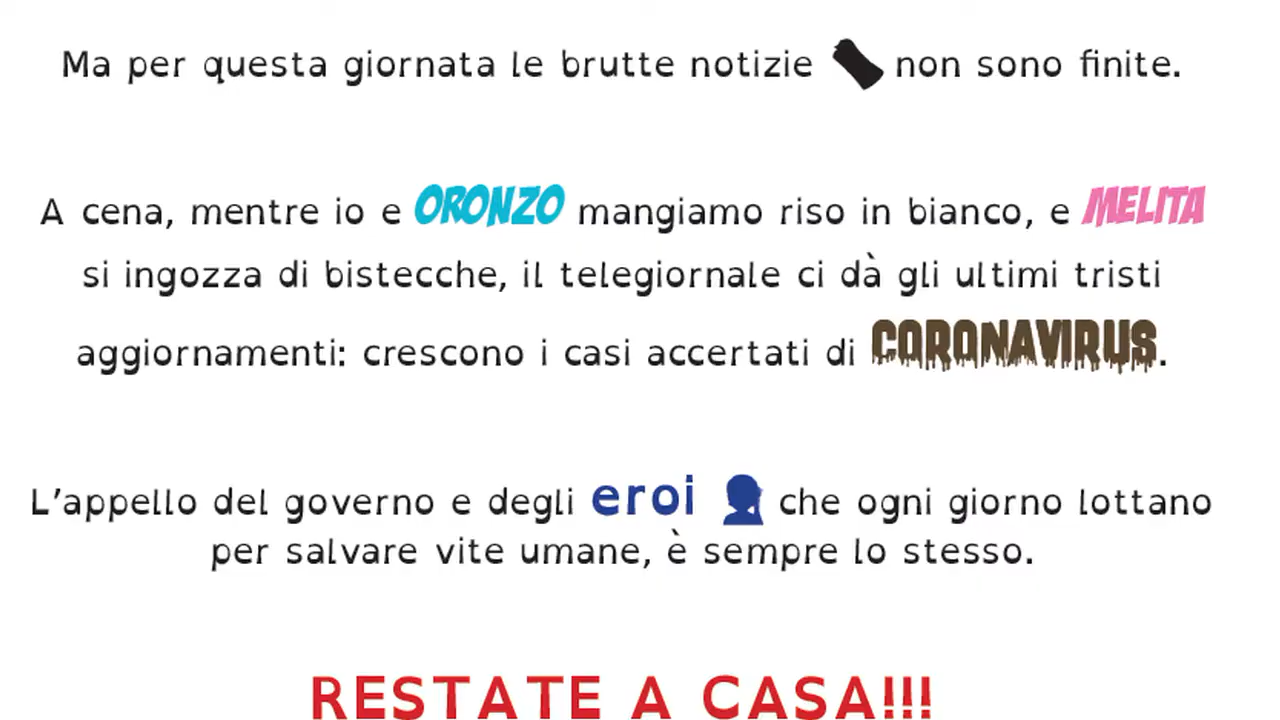 Ma per questa giornata le brutte notizie non sono finite.
A cena, mentre io e ORONZO mangiamo riso in bianco, e MELITA
si ingozza di bistecche, il telegiornale ci dà gli ultimi tristi
aggiornamenti: crescono i casi accertati di CORONAVIRUS.
L'appello del governo e degli eroi che ogni giorno lottano
per salvare vite umane, è sempre lo stesso.
RESTATE A CASA!!!